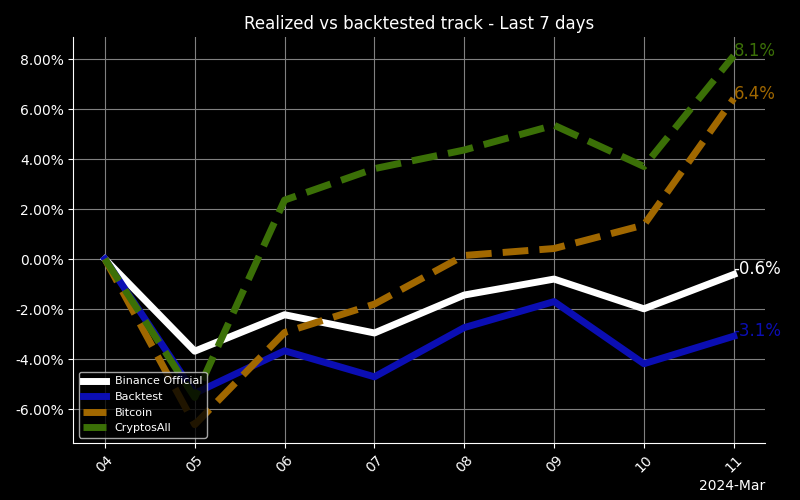 Realized vs backtested track - Last 7 days
8.00%
6.00%
4.00%
2.00%
0.00%
-2.00%
-4.00%
-6.00%
8.1%
6.4%
-0.6%
-3.1%
Binance Official
Backtest
Bitcoin
CryptosAll
04 05 06 07 08 09 10 11
2024-Mar